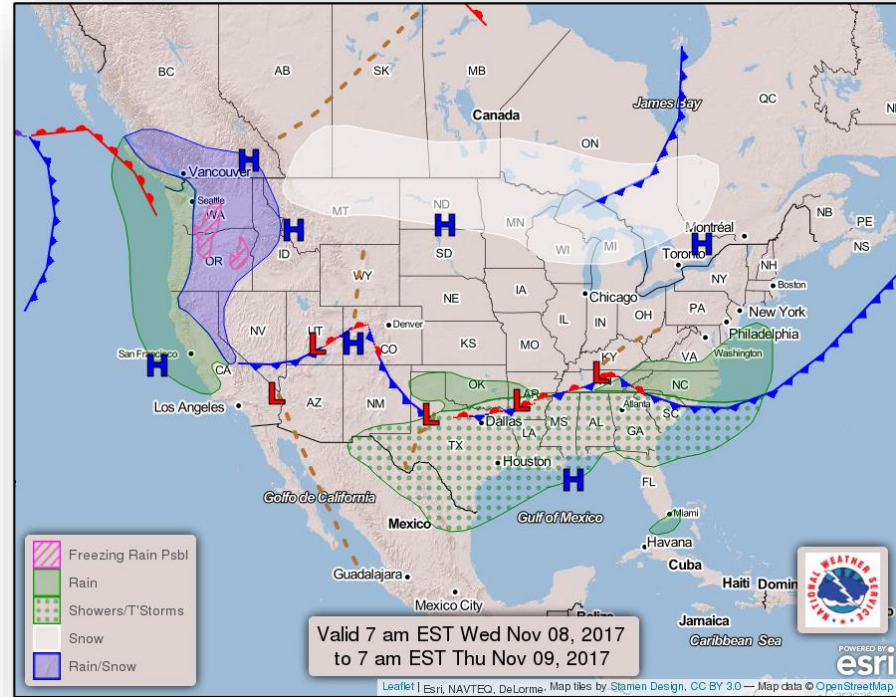 BC
AB
SK
MB
Canada
James Bay
ON
QC
Vancouver
H
Seattle
WA
MT
ND
MN
H
H
Montréal
H
Toronto
NB
PE
NS
OR
ID
SD
WI
MI
NH
Boston
WY
NY
IA
Chicago
New York
NE
PA
Philadelphia
NV
UT
L
H
Denver
CO
IL
IN
OH
Washington
San Francisco
H
CA
KS
MO
KY
VA
L
Los Angeles
L
AZ
NM
OK
AR
L
NC
L
Dallas
Atlanta
SC
TX
LA
MS
AL
GA
Houston
H
FL
Golfo de California
Mexico
Gulf of Mexico
Miami
Havana
Cuba
Guadalajara
Mexico City
Haiti
Jamaica
Caribbean Sea
Freezing Rain Psbl
Rain
Showers/T'Storms
Snow
Rain/Snow
Valid 7 am EST Wed Nov 08, 2017
to 7 am EST Thu Nov 09, 2017
NATIONAL WEATHER SERVICE
POWERED BY
esri
Leaflet | Esri, NAVTEQ, DeLorme, Map tiles by Stamen Design, CC BY 3.0 — Map data © OpenStreetMap